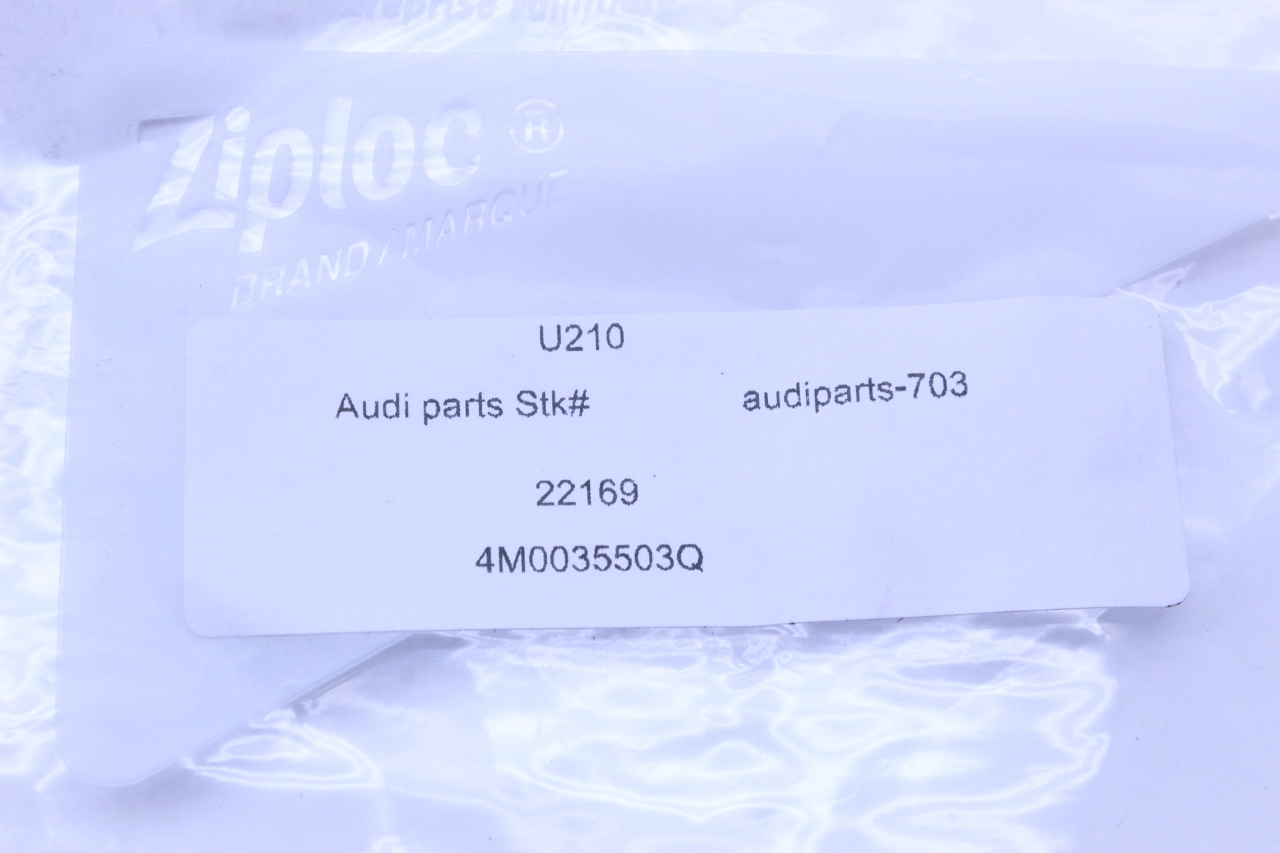 Ziploc ®
BRAND / MARQUE
U210
Audi parts Stk# audiparts-703
22169
4M0035503Q